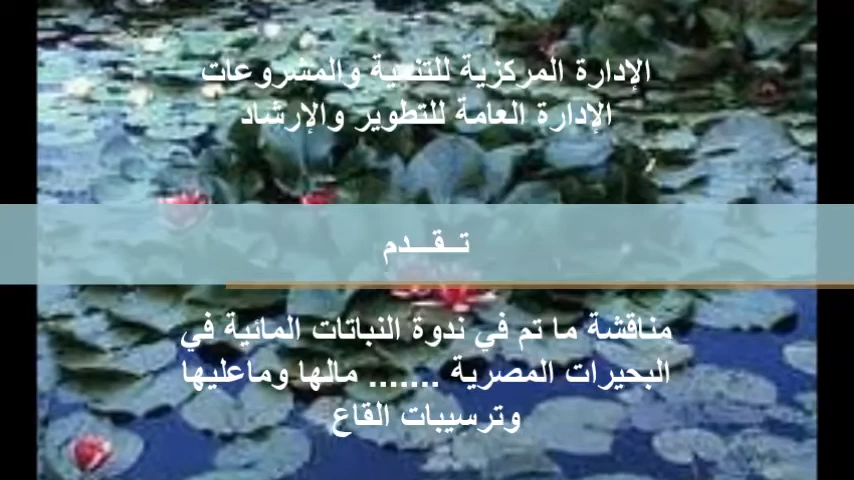 الإدارة المركزية للتنمية والمشروعات
الإدارة العامة للتطوير والإرشاد
تـــقـــدم
مناقشة ما تم في ندوة النباتات المائية في
البحيرات المصرية ....... مالها وماعليها
وترسيبات القاع